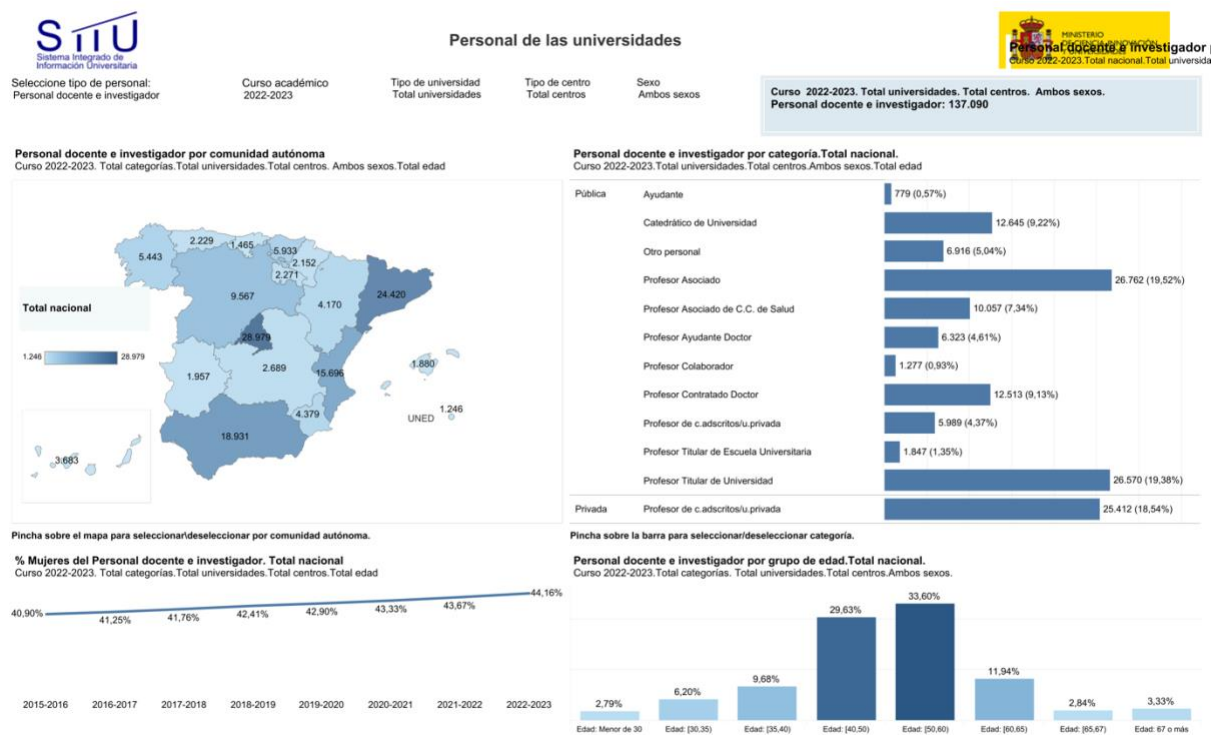 SIIU
Sistema Integrado de
Información Universitaria
Personal de las universidades
MINISTERIO
DE CIENCIA, INNOVACIÓN
Y UNIVERSIDADES
Personal docente e investigador
Curso 2022-2023.Total nacional.Total universida
Seleccione tipo de personal:
Personal docente e investigador
Curso académico
2022-2023
Tipo de universidad
Total universidades
Tipo de centro
Total centros
Sexo
Ambos sexos
Curso 2022-2023. Total universidades. Total centros. Ambos sexos.
Personal docente e investigador: 137.090
Personal docente e investigador por comunidad autónoma
Curso 2022-2023. Total categorías.Total universidades.Total centros. Ambos sexos.Total edad
2.229
1.465
5.933
5.443
2.152
2.271
9.567
4.170
24.420
Total nacional
28.979
1.246
28.979
1.957
2.689
15.696
1.880
4.379
UNED
1.246
18.931
3.683
Pincha sobre el mapa para seleccionar\deseleccionar por comunidad autónoma.
Personal docente e investigador por categoría.Total nacional.
Curso 2022-2023.Total universidades.Total centros.Ambos sexos.Total edad
Pública Ayudante 779 (0,57%)
Catedrático de Universidad 12.645 (9,22%)
Otro personal 6.916 (5,04%)
Profesor Asociado 26.762 (19,52%)
Profesor Asociado de C.C. de Salud 10.057 (7,34%)
Profesor Ayudante Doctor 6.323 (4,61%)
Profesor Colaborador 1.277 (0,93%)
Profesor Contratado Doctor 12.513 (9,13%)
Profesor de c.adscritos/u.privada 5.989 (4,37%)
Profesor Titular de Escuela Universitaria 1.847 (1,35%)
Profesor Titular de Universidad 26.570 (19,38%)
Privada Profesor de c.adscritos/u.privada 25.412 (18,54%)
Pincha sobre la barra para seleccionar/deseleccionar categoría.
% Mujeres del Personal docente e investigador. Total nacional
Curso 2022-2023. Total categorías.Total universidades.Total centros.Total edad
40,90% 41,25% 41,76% 42,41% 42,90% 43,33% 43,67% 44,16%
2015-2016 2016-2017 2017-2018 2018-2019 2019-2020 2020-2021 2021-2022 2022-2023
Personal docente e investigador por grupo de edad.Total nacional.
Curso 2022-2023.Total categorías. Total universidades.Total centros.Ambos sexos.
2,79% 6,20% 9,68% 29,63% 33,60% 11,94% 2,84% 3,33%
Edad: Menor de 30 Edad: [30,35) Edad: [35,40) Edad: [40,50) Edad: [50,60) Edad: [60,65) Edad: [65,67) Edad: 67 o más